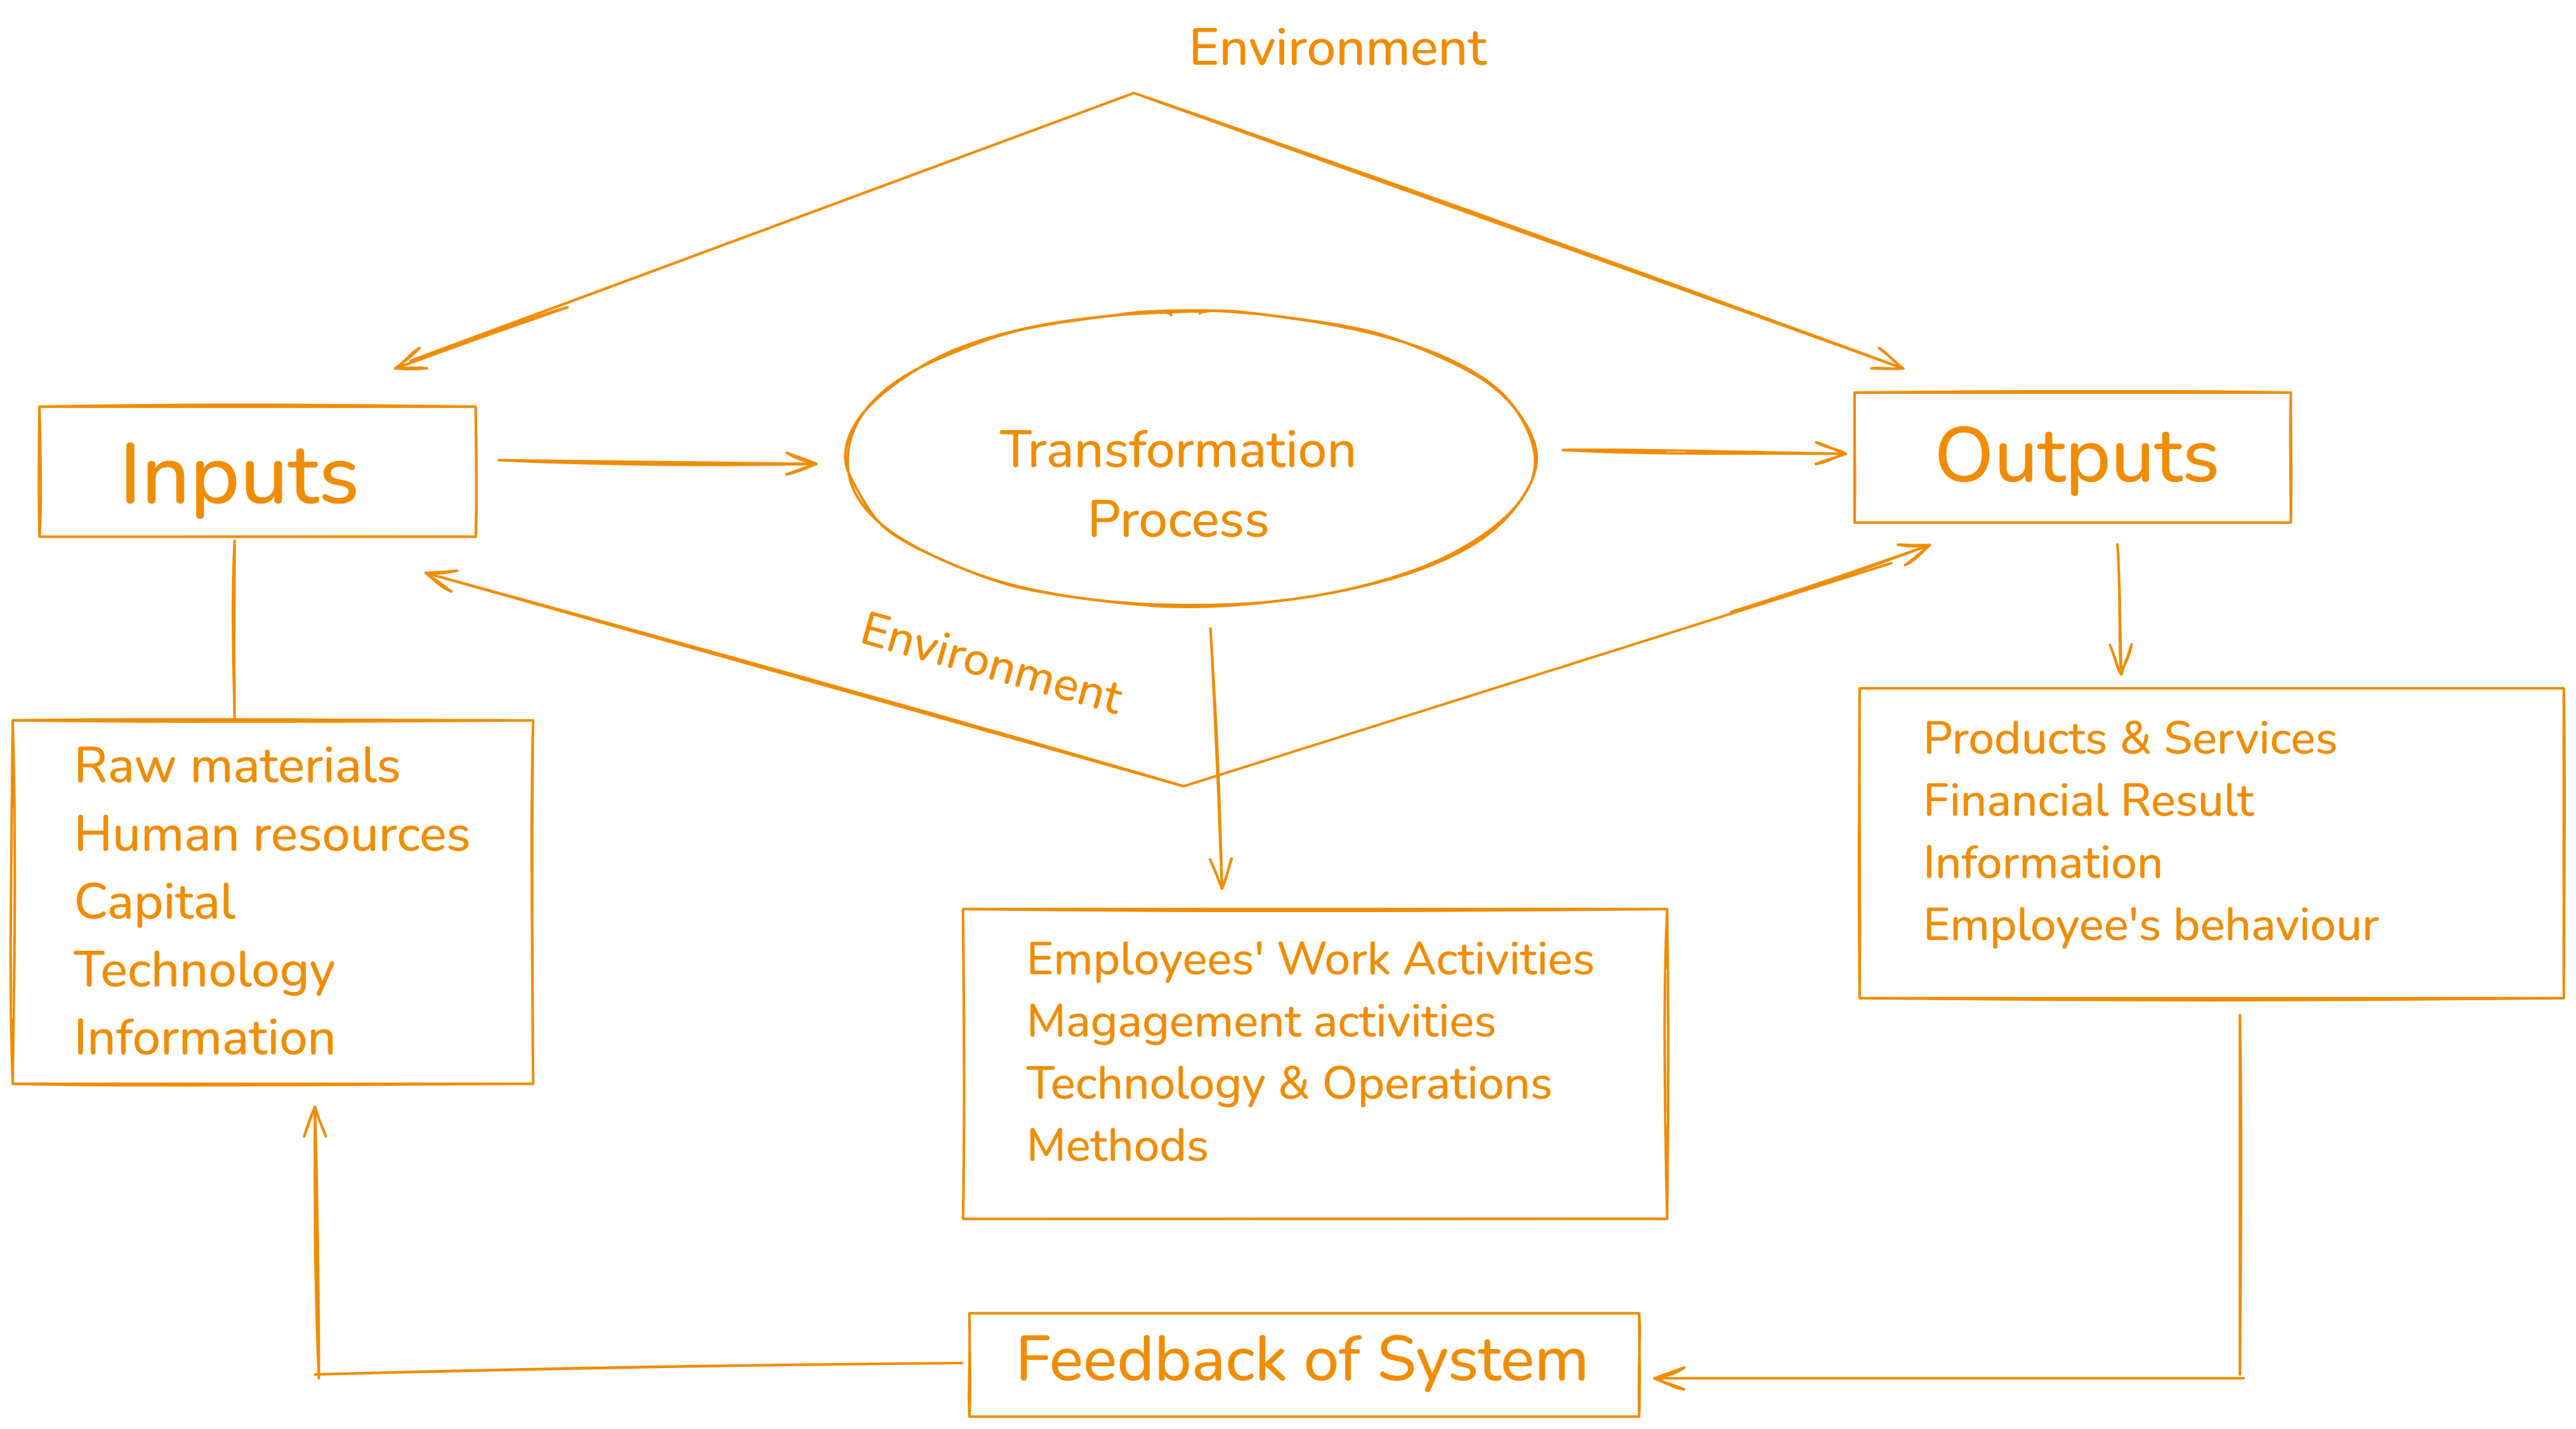 Environment
Inputs
Transformation
Process
Outputs
Environment
Raw materials
Human resources
Capital
Technology
Information
Employees' Work Activities
Magagement activities
Technology & Operations
Methods
Products & Services
Financial Result
Information
Employee's behaviour
Feedback of System